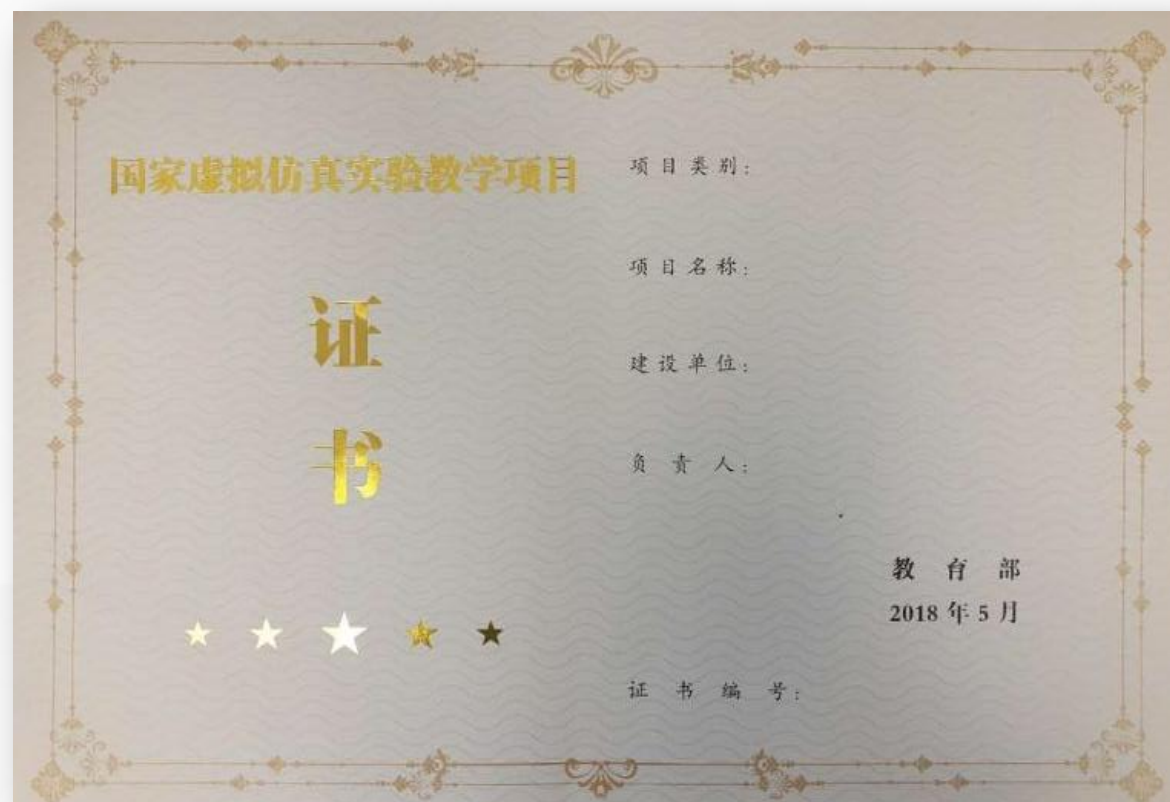 国家虚拟仿真实验教学项目
证
书
项目类别：
项目名称：
建设单位：
负责人：
教育部
2018年5月
证书编号：